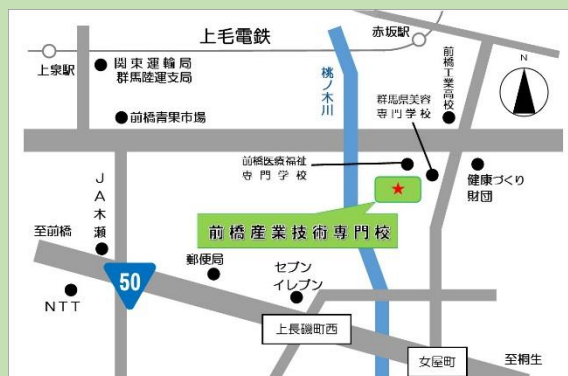 上毛電鉄
赤坂駅
上泉駅
関東運輸局
群馬陸運支局
前橋青果市場
桃ノ木川
前橋工業高校
N
群馬県美容
専門学校
前橋医療福祉
専門学校
健康づくり
財団
JA木瀬
至前橋
前橋産業技術専門校
50
郵便局
セブン
イレブン
NTT
上長磯町西
女屋町
至桐生